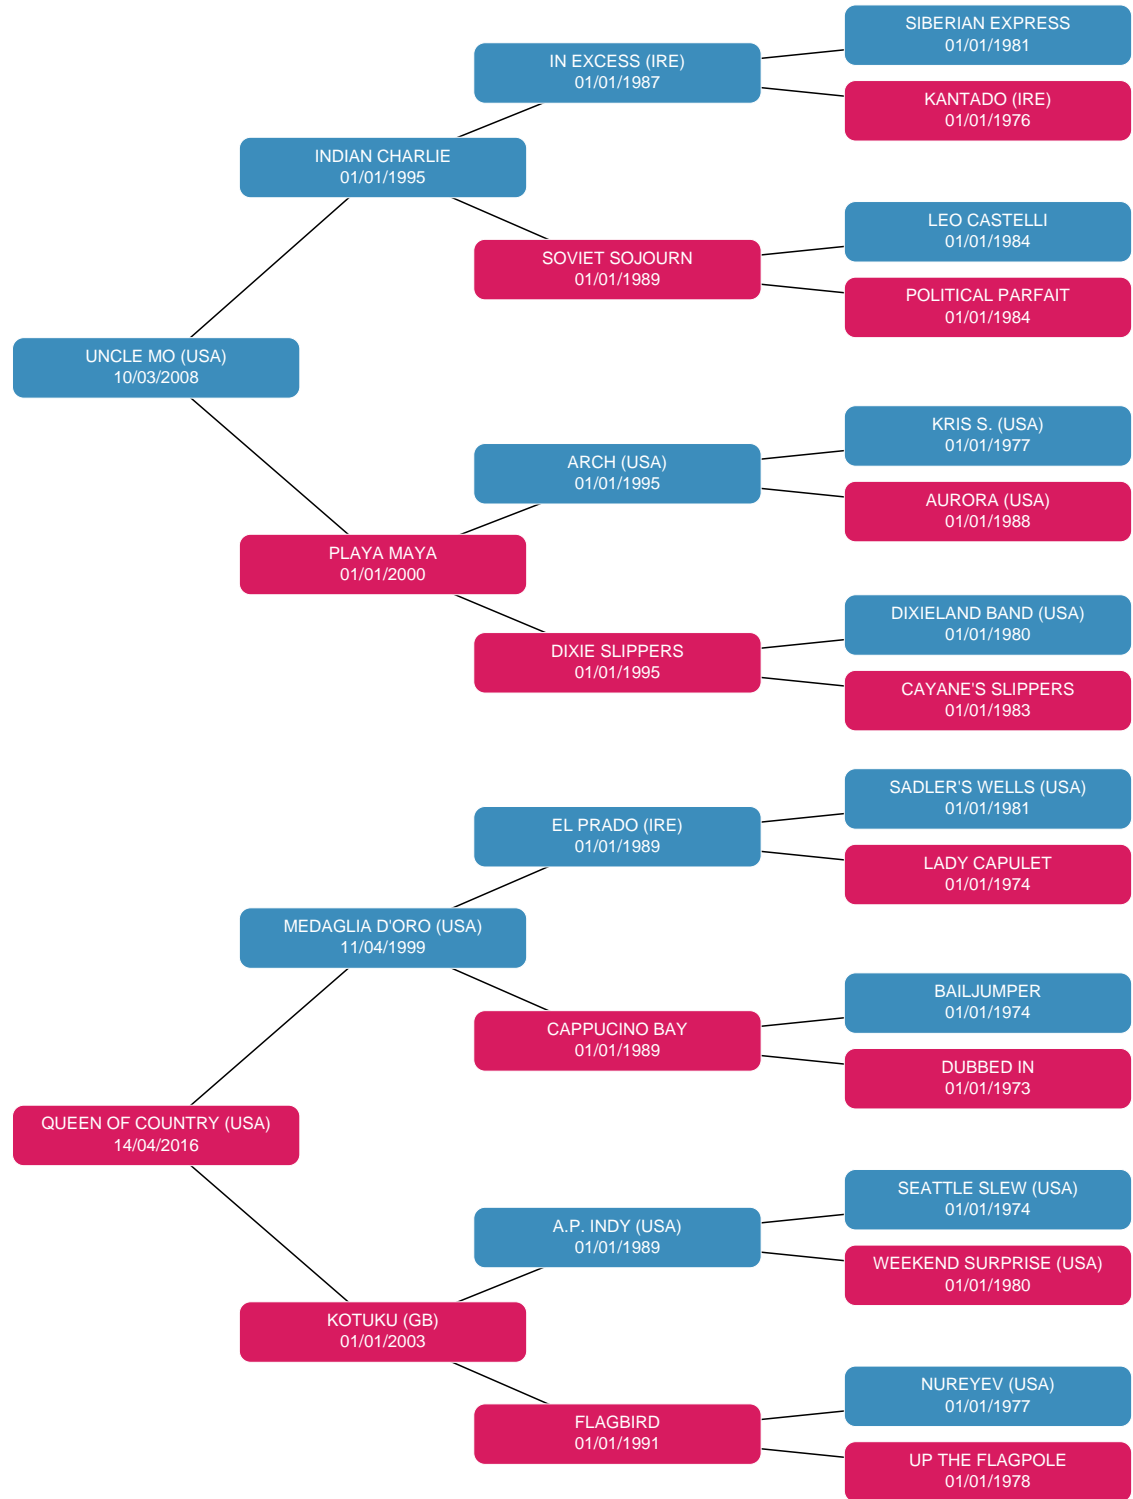 SIBERIAN EXPRESS
01/01/1981
IN EXCESS (IRE)
01/01/1987
KANTADO (IRE)
01/01/1976
INDIAN CHARLIE
01/01/1995
LEO CASTELLI
01/01/1984
SOVIET SOJOURN
01/01/1989
POLITICAL PARFAIT
01/01/1984
UNCLE MO (USA)
10/03/2008
KRIS S. (USA)
01/01/1977
ARCH (USA)
01/01/1995
AURORA (USA)
01/01/1988
PLAYA MAYA
01/01/2000
DIXIELAND BAND (USA)
01/01/1980
DIXIE SLIPPERS
01/01/1995
CAYANE'S SLIPPERS
01/01/1983
SADLER'S WELLS (USA)
01/01/1981
EL PRADO (IRE)
01/01/1989
LADY CAPULET
01/01/1974
MEDAGLIA D'ORO (USA)
11/04/1999
BAILJUMPER
01/01/1974
CAPPUCINO BAY
01/01/1989
DUBBED IN
01/01/1973
QUEEN OF COUNTRY (USA)
14/04/2016
SEATTLE SLEW (USA)
01/01/1974
A.P. INDY (USA)
01/01/1989
WEEKEND SURPRISE (USA)
01/01/1980
KOTUKU (GB)
01/01/2003
NUREYEV (USA)
01/01/1977
FLAGBIRD
01/01/1991
UP THE FLAGPOLE
01/01/1978